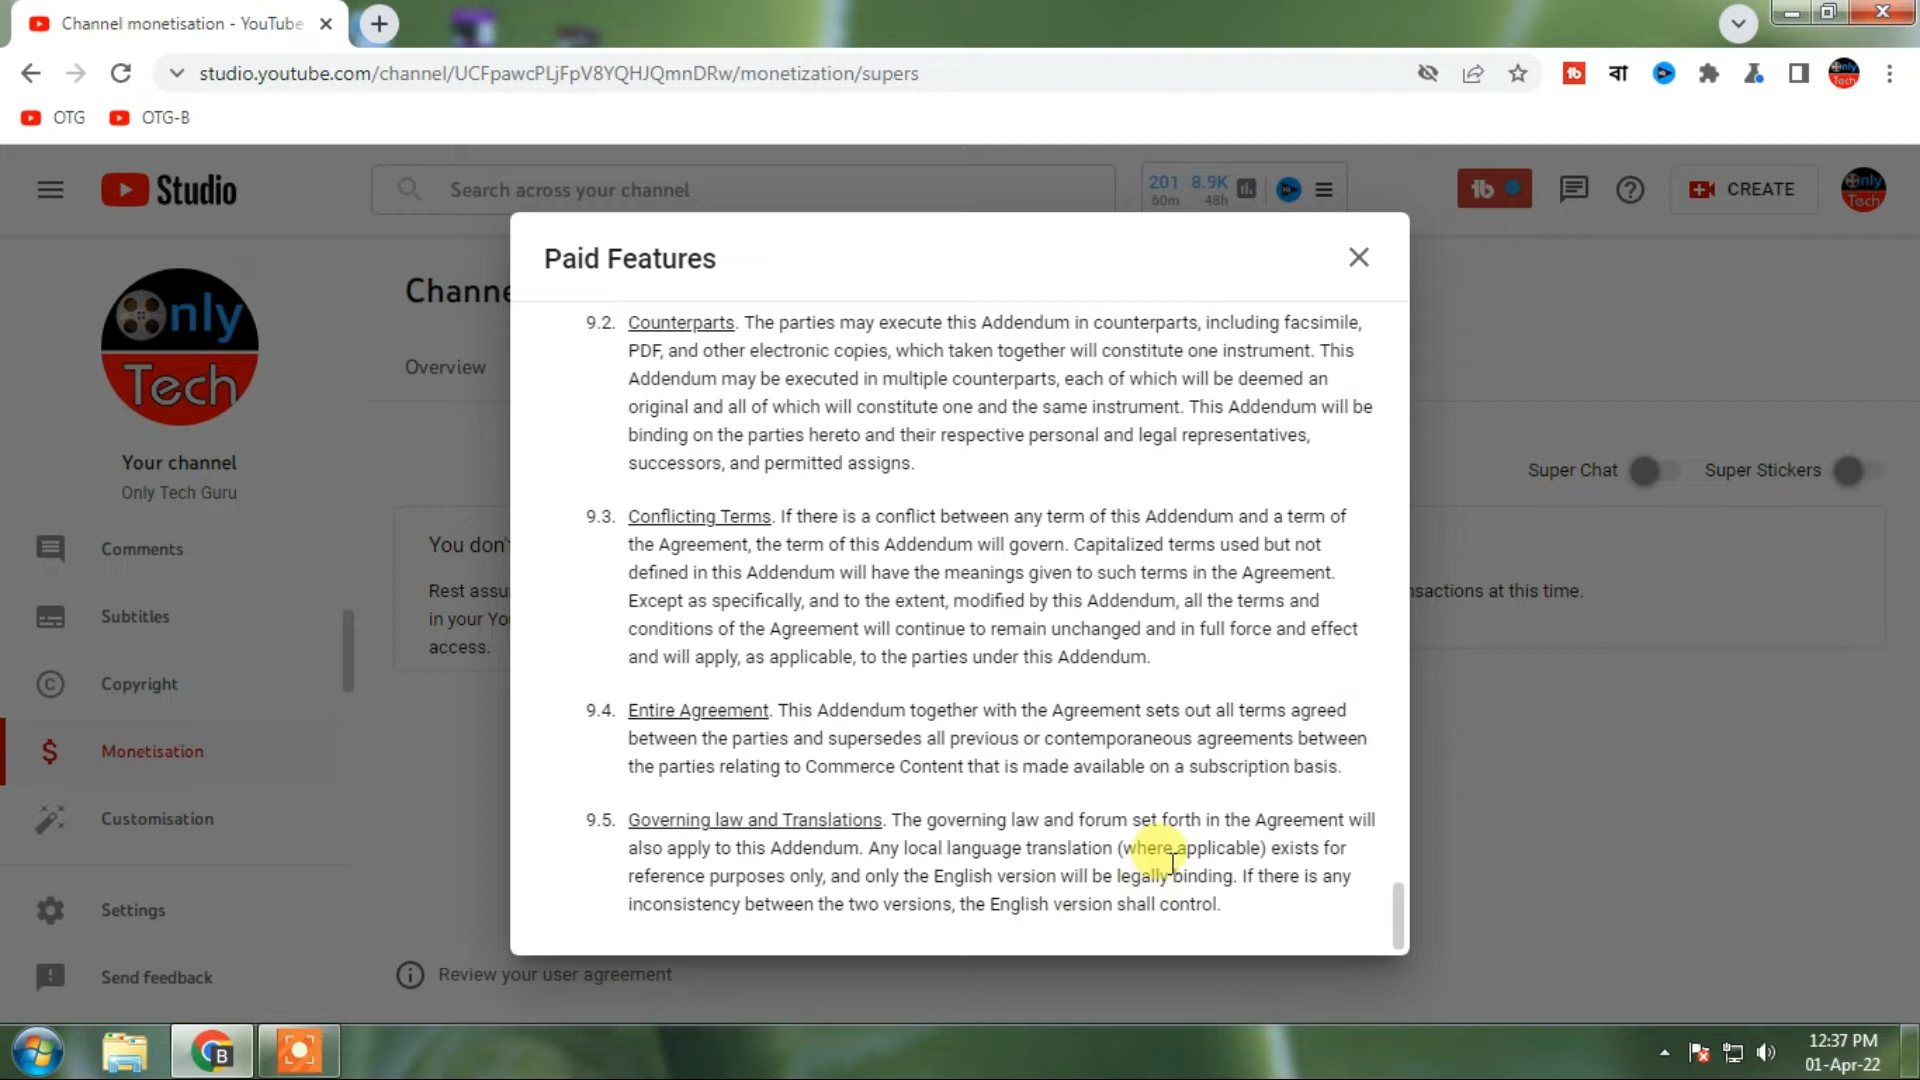 Channel monetisation - YouTube
studio.youtube.com/channel/UCFpawcPLjFpV8YQHJQmnDRw/monetization/supers
বা
OTG
OTG-B
Studio
Search across your channel
201 8.9K
60m 48h
CREATE
Only
Tech
Your channel
Only Tech Guru
Comments
Subtitles
Copyright
Monetisation
Customisation
Settings
Send feedback
Channe
Overview
Super Chat
Super Stickers
You don'
Rest assu
in your Yo
access.
nsactions at this time.
Review your user agreement
Paid Features
9.2. Counterparts. The parties may execute this Addendum in counterparts, including facsimile,
PDF, and other electronic copies, which taken together will constitute one instrument. This
Addendum may be executed in multiple counterparts, each of which will be deemed an
original and all of which will constitute one and the same instrument. This Addendum will be
binding on the parties hereto and their respective personal and legal representatives,
successors, and permitted assigns.
9.3. Conflicting Terms. If there is a conflict between any term of this Addendum and a term of
the Agreement, the term of this Addendum will govern. Capitalized terms used but not
defined in this Addendum will have the meanings given to such terms in the Agreement.
Except as specifically, and to the extent, modified by this Addendum, all the terms and
conditions of the Agreement will continue to remain unchanged and in full force and effect
and will apply, as applicable, to the parties under this Addendum.
9.4. Entire Agreement. This Addendum together with the Agreement sets out all terms agreed
between the parties and supersedes all previous or contemporaneous agreements between
the parties relating to Commerce Content that is made available on a subscription basis.
9.5. Governing law and Translations. The governing law and forum set forth in the Agreement will
also apply to this Addendum. Any local language translation (where applicable) exists for
reference purposes only, and only the English version will be legally binding. If there is any
inconsistency between the two versions, the English version shall control.
12:37 PM
01-Apr-22